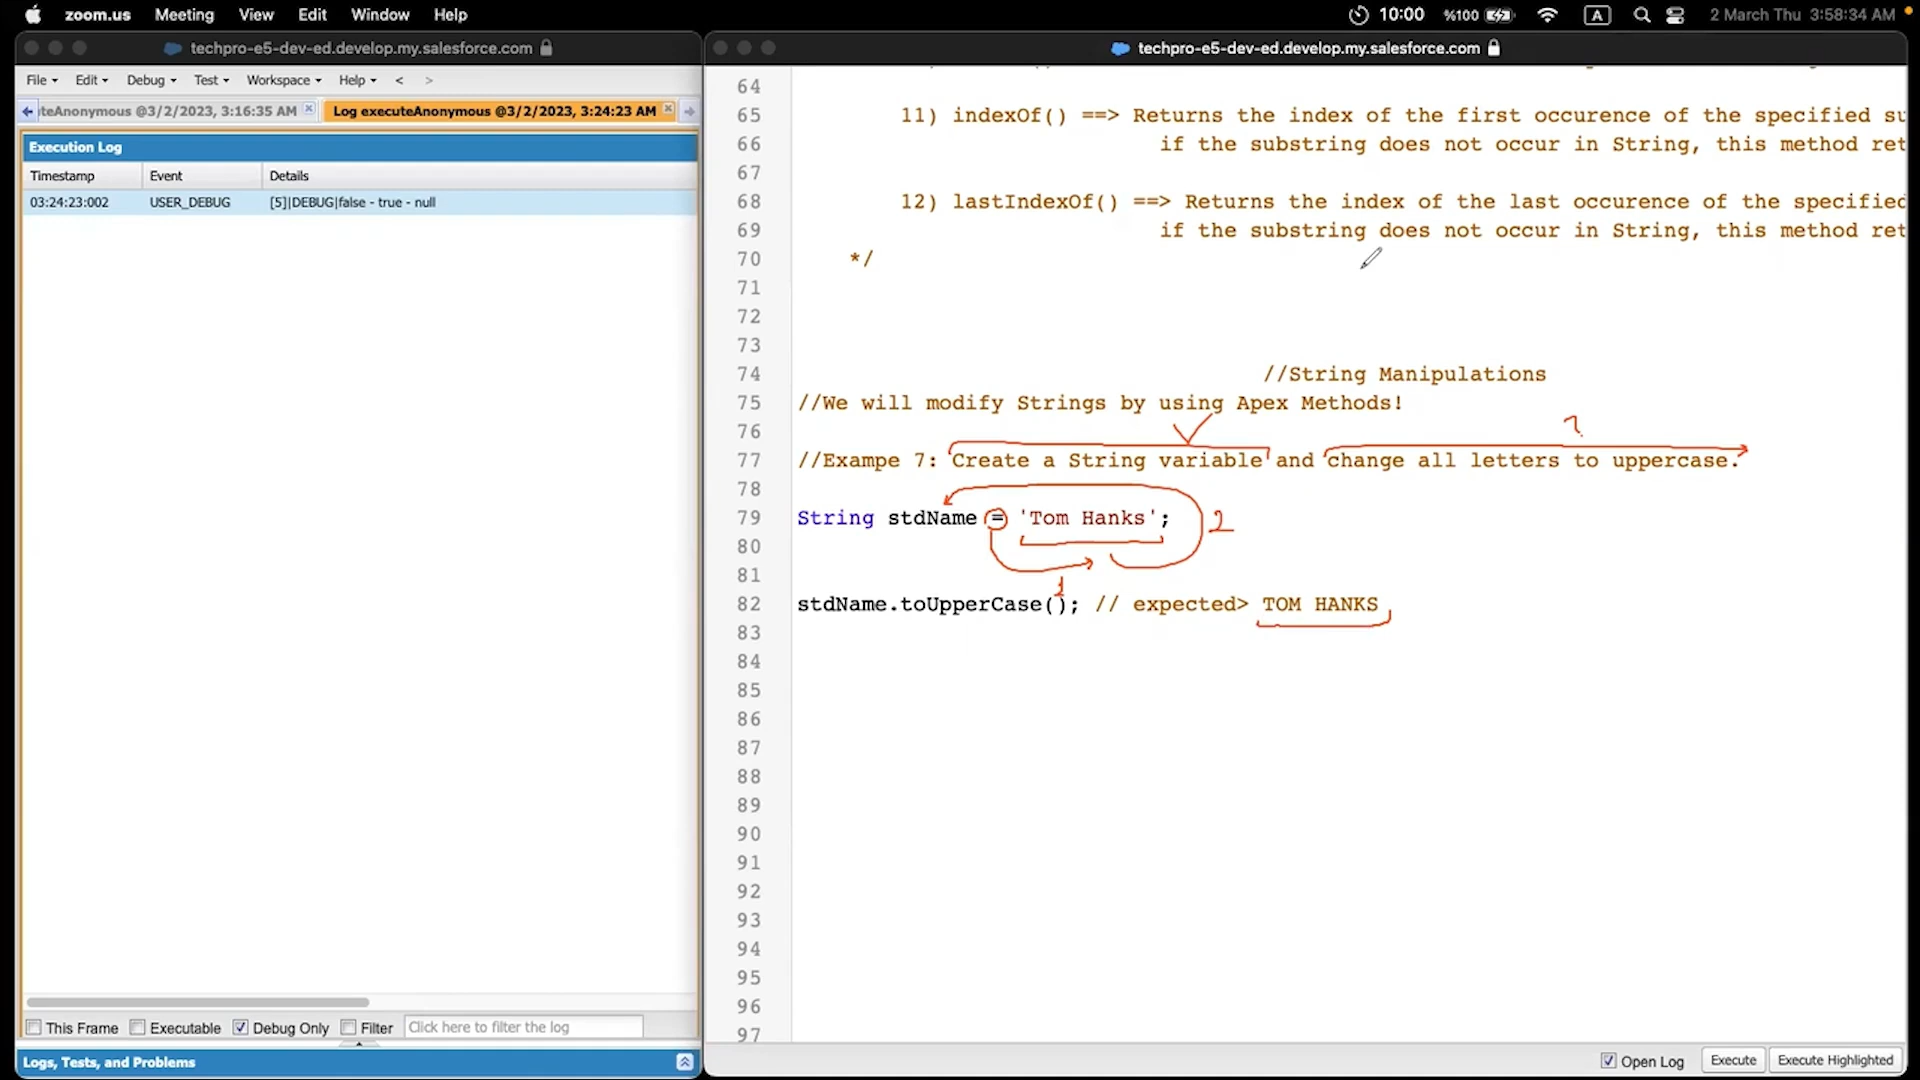 zoom.us Meeting View Edit Window Help 10:00 %100 A 2 March Thu 3:58:34 AM
techpro-e5-dev-ed.develop.my.salesforce.com
File Edit Debug Test Workspace Help < >
uteAnonymous @3/2/2023, 3:16:35 AM Log executeAnonymous @3/2/2023, 3:24:23 AM
Execution Log
Timestamp Event Details
03:24:23:002 USER_DEBUG [5]|DEBUG|false - true - null
This Frame Executable Debug Only Filter Click here to filter the log
Logs, Tests, and Problems
techpro-e5-dev-ed.develop.my.salesforce.com
64
65 11) indexOf() ==> Returns the index of the first occurence of the specified su
66 if the substring does not occur in String, this method ret
67
68 12) lastIndexOf() ==> Returns the index of the last occurence of the specified
69 if the substring does not occur in String, this method ret
70 */
71
72
73
74 //String Manipulations
75 //We will modify Strings by using Apex Methods!
76
77 //Exampe 7: Create a String variable and change all letters to uppercase.
78
79 String stdName = 'Tom Hanks'; 2
80
81 1
82 stdName.toUpperCase(); // expected> TOM HANKS
83
84
85
86
87
88
89
90
91
92
93
94
95
96
97
Open Log Execute Execute Highlighted